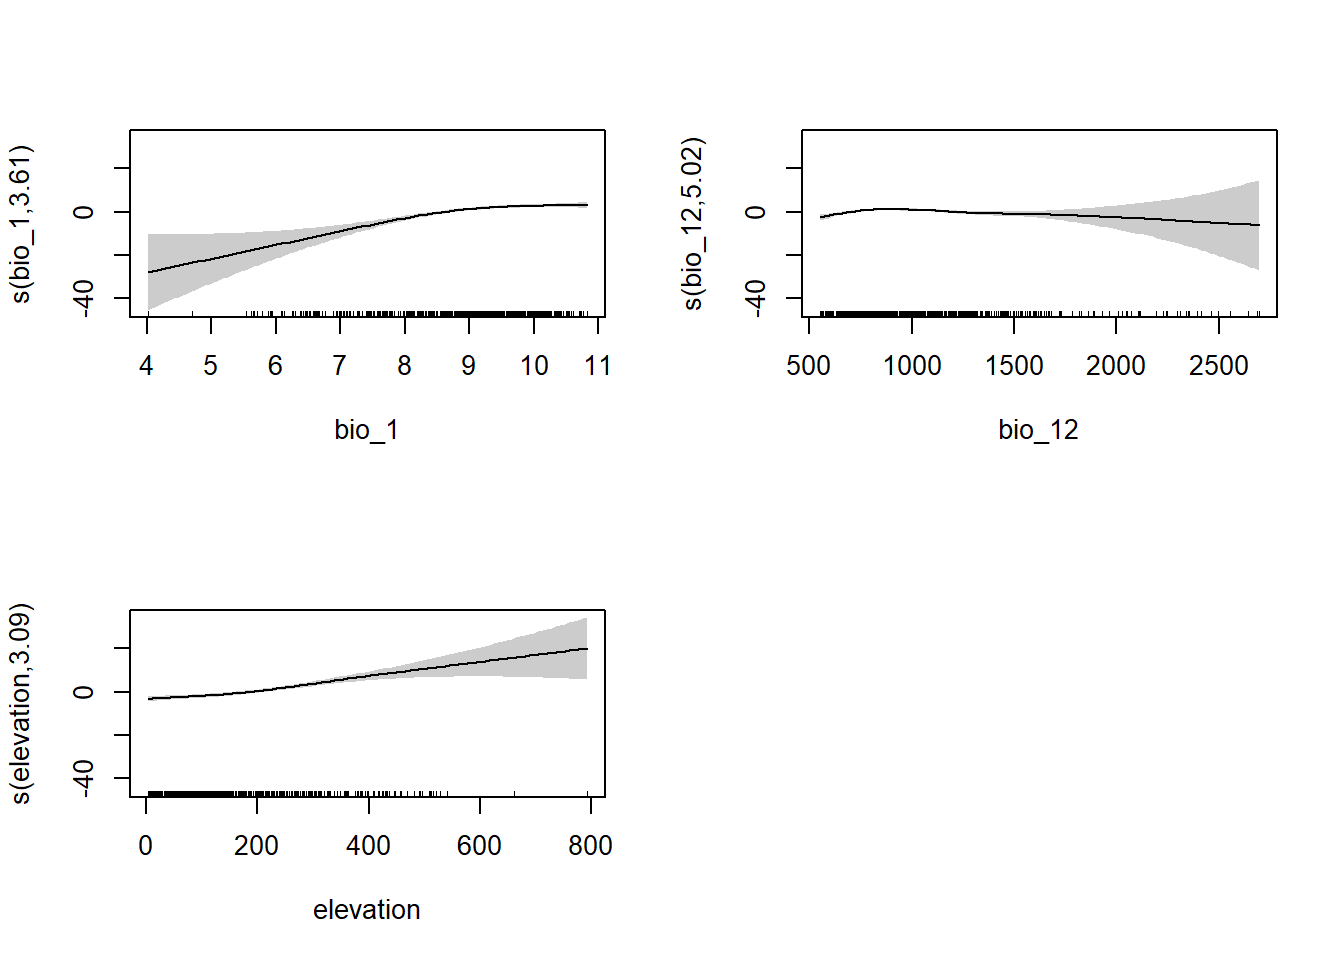 s(bio_1,3.61)
0
-40
4 5 6 7 8 9 10 11
bio_1
s(bio_12,5.02)
0
-40
500 1000 1500 2000 2500
bio_12
s(elevation,3.09)
0
-40
0 200 400 600 800
elevation